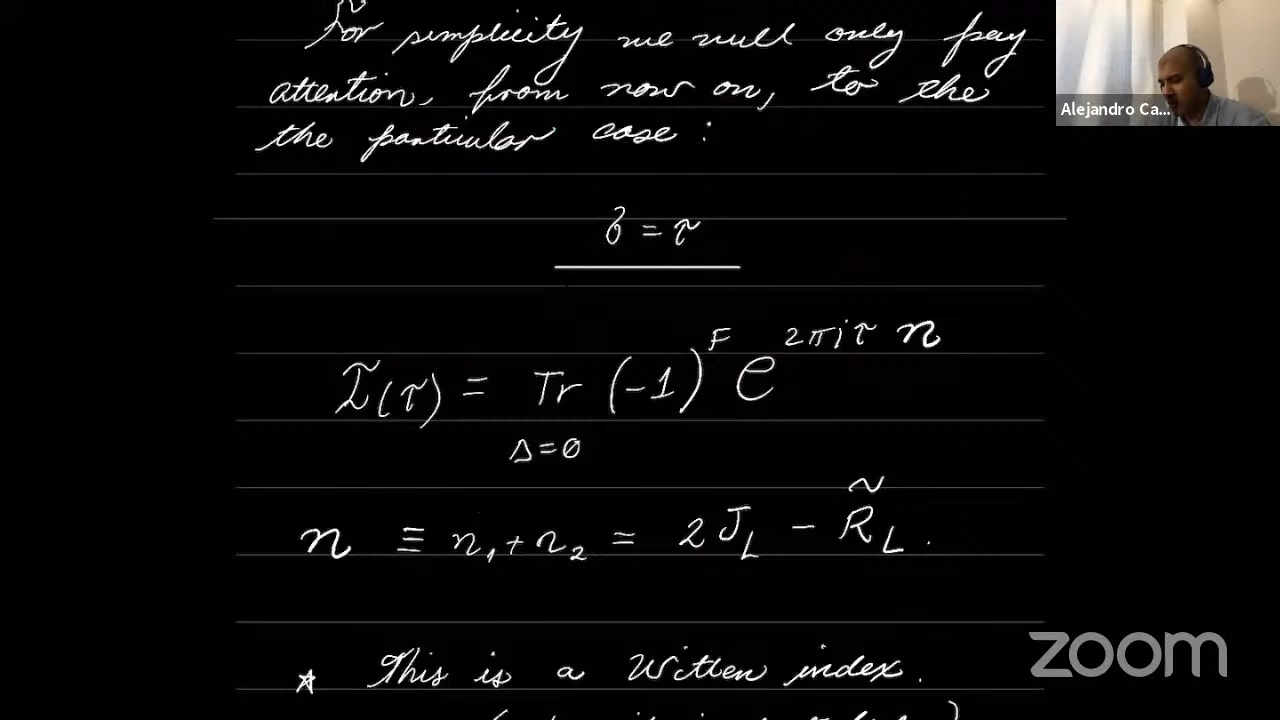 For simplicity we will only pay
attention, from now on, to the
the particular case :
Alejandro Ca...
σ = τ
I(τ) = Tr (-1)^F e^{2πiτ n}
Δ=0
n ≡ n₁+n₂ = 2J_L − R̃_L .
zoom
☆ This is a Witten index.